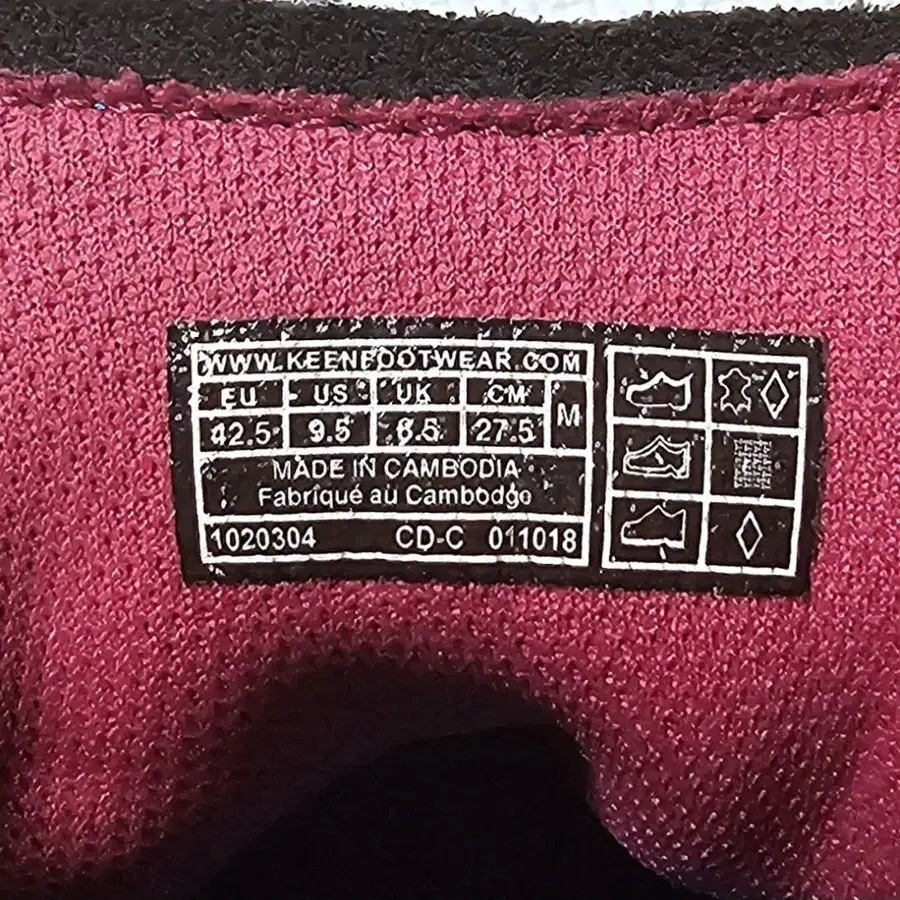 WWW.KEENFOOTWEAR.COM
EU US UK CM M
42.5 9.5 8.5 27.5
MADE IN CAMBODIA
Fabriqué au Cambodge
1020304 CD-C 011018